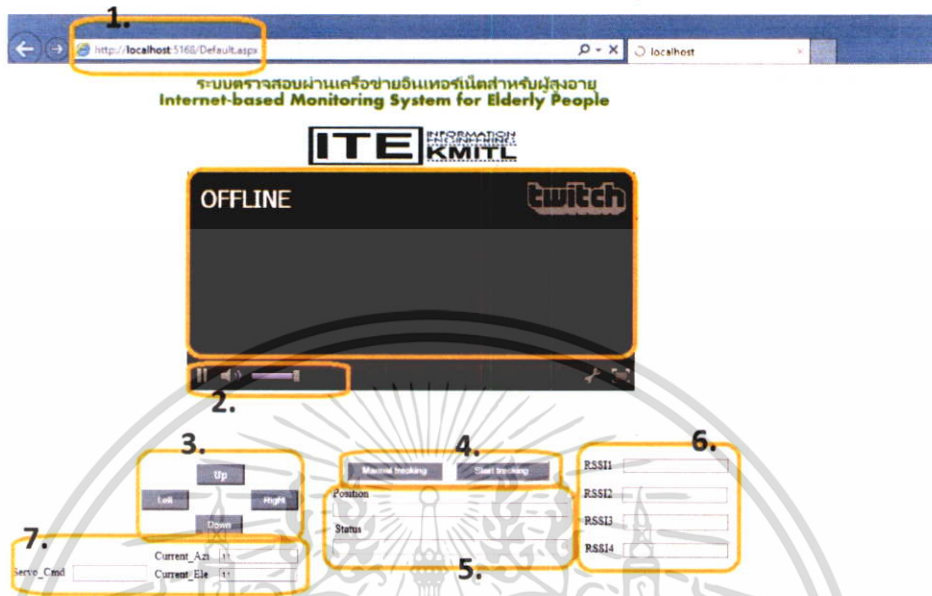 1.
http://localhost:5168/Default.aspx
localhost
ระบบตรวจสอบผ่านเครือข่ายอินเทอร์เน็ตสำหรับผู้สูงอายุ
Internet-based Monitoring System for Elderly People
ITE INFORMATION ENGINEERING KMITL
OFFLINE twitch
2.
3.
Up
Left Right
Down
4.
Manual tracking Start tracking
Position
Status
5.
6.
RSSI1
RSSI2
RSSI3
RSSI4
7.
Servo_Cmd
Current_Azi
Current_Ele